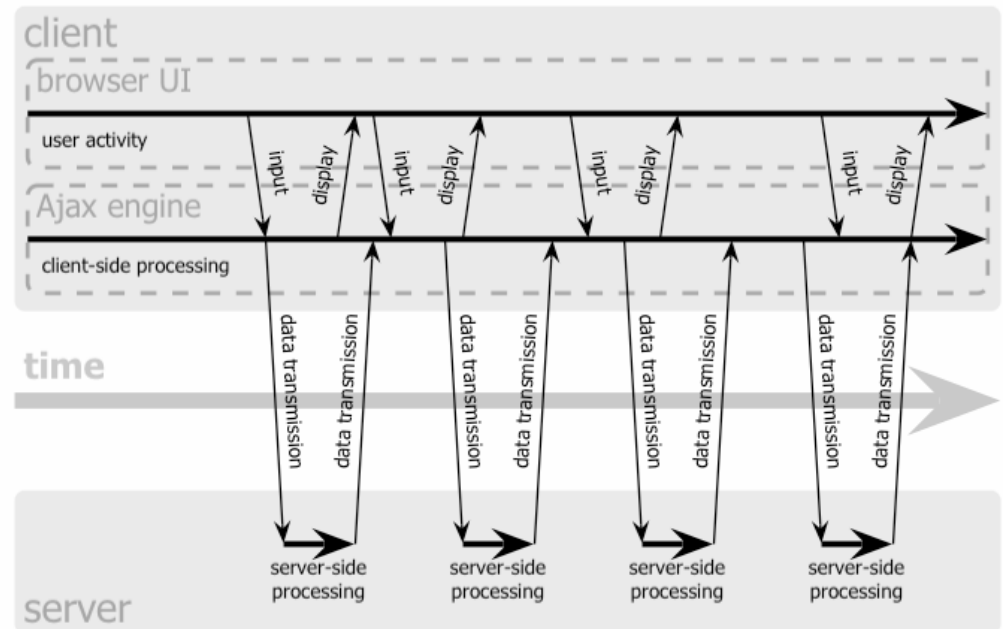 client
browser UI
user activity
input
display
input
display
input
display
input
display
Ajax engine
client-side processing
data transmission
data transmission
data transmission
data transmission
data transmission
data transmission
data transmission
data transmission
time
server-side
processing
server-side
processing
server-side
processing
server-side
processing
server